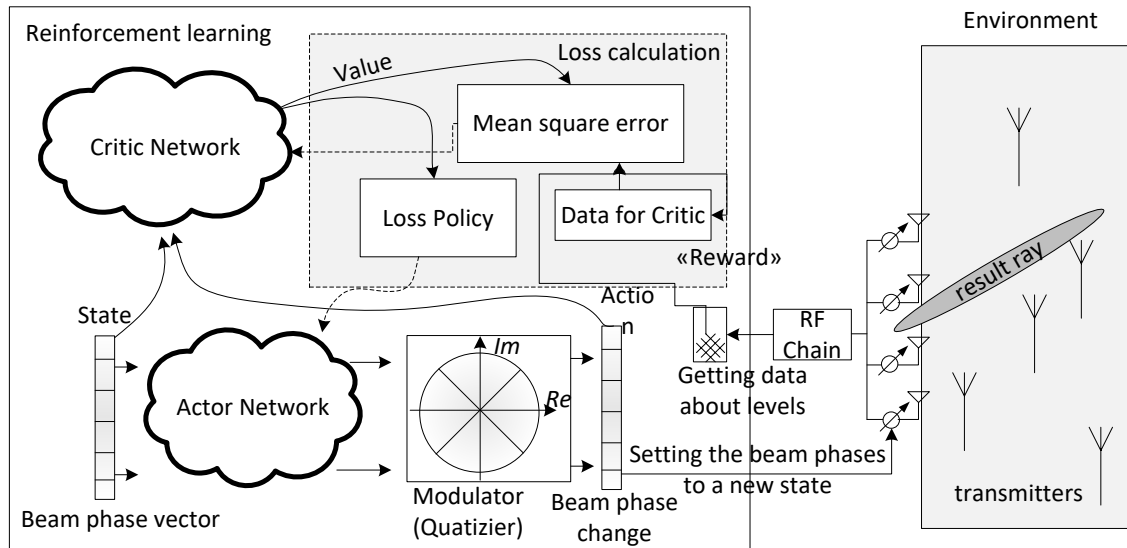 Environment
Reinforcement learning
Loss calculation
Value
Mean square error
Critic Network
Loss Policy
Data for Critic
«Reward»
result ray
State
Actio
n
RF
Chain
Im
Re
Actor Network
Getting data
about levels
Setting the beam phases
to a new state
transmitters
Modulator
(Quatizier)
Beam phase
change
Beam phase vector